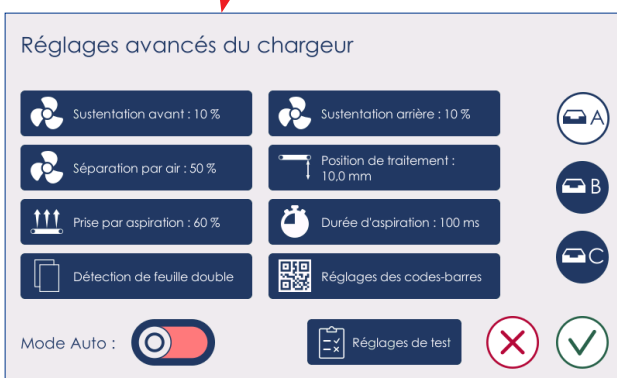 Réglages avancés du chargeur
Sustentation avant : 10 %
Sustentation arrière : 10 %
A
Séparation par air : 50 %
Position de traitement :
10,0 mm
B
Prise par aspiration : 60 %
Durée d'aspiration : 100 ms
C
Détection de feuille double
Réglages des codes-barres
Mode Auto :
Réglages de test